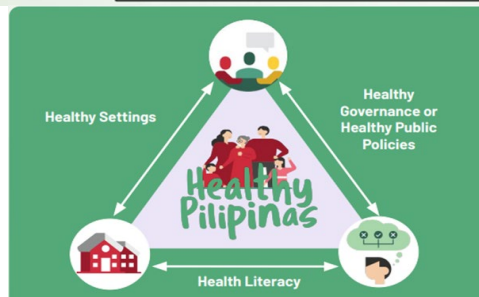 Healthy Settings
Healthy
Governance or
Healthy Public
Policies
Healthy
Pilipinas
Health Literacy